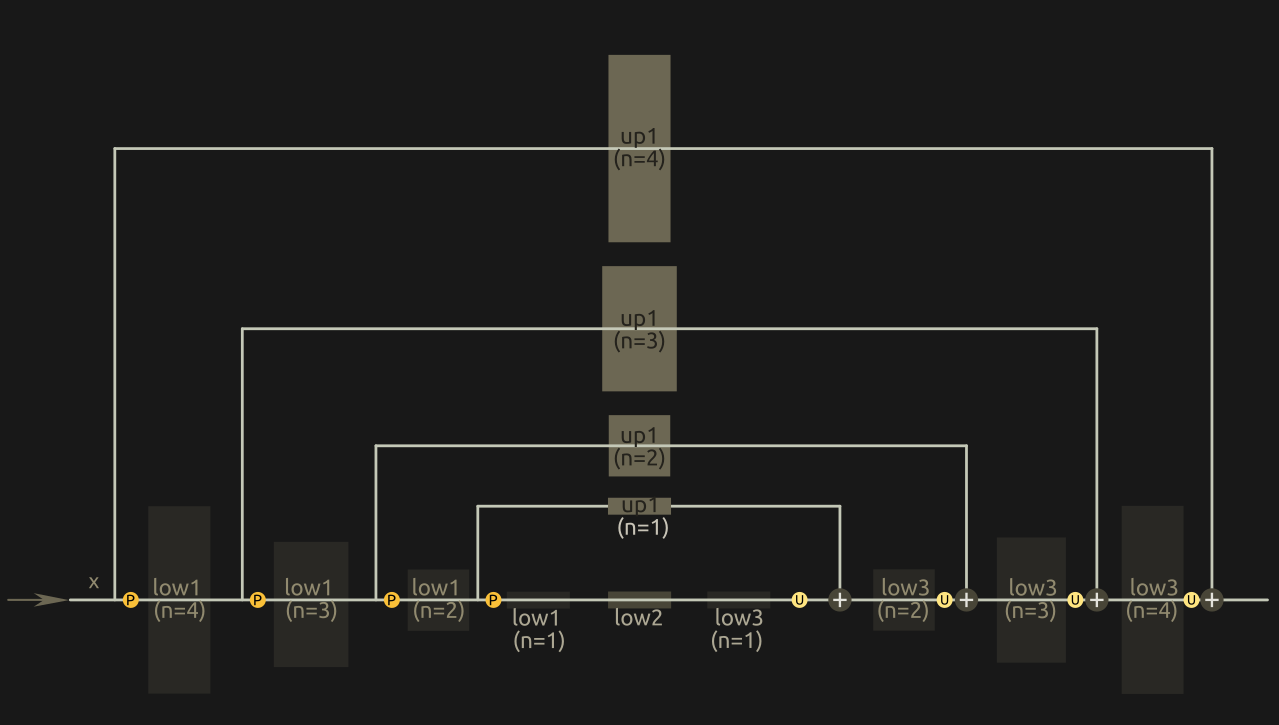 up1
(n=4)
up1
(n=3)
up1
(n=2)
up1
(n=1)
x
P
low1
(n=4)
P
low1
(n=3)
P
low1
(n=2)
P
low1
(n=1)
low2
low3
(n=1)
U
+
low3
(n=2)
U
+
low3
(n=3)
U
+
low3
(n=4)
U
+